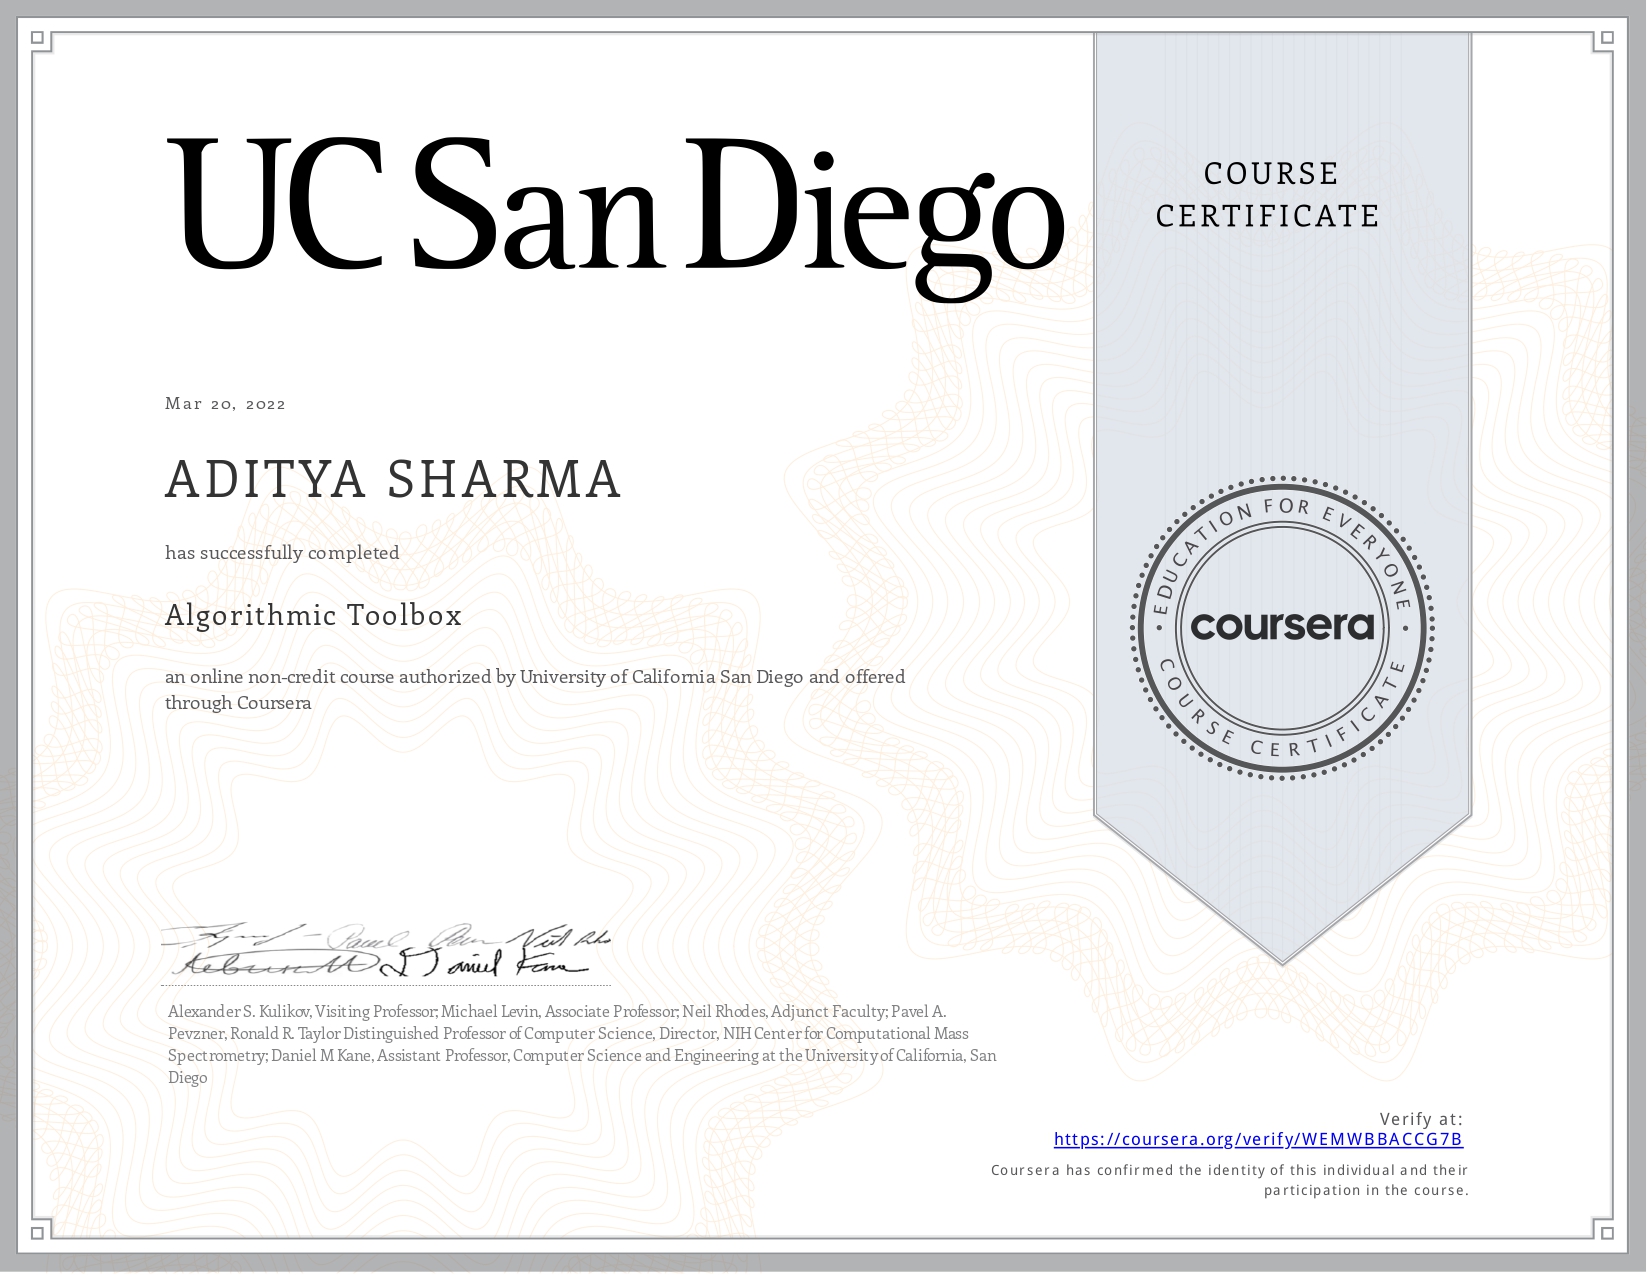 UC San Diego
COURSE
CERTIFICATE
Mar 20, 2022
ADITYA SHARMA
has successfully completed
Algorithmic Toolbox
an online non-credit course authorized by University of California San Diego and offered
through Coursera
EDUCATION FOR EVERYONE
coursera
COURSE CERTIFICATE
Daniel Kane
Alexander S. Kulikov, Visiting Professor; Michael Levin, Associate Professor; Neil Rhodes, Adjunct Faculty; Pavel A.
Pevzner, Ronald R. Taylor Distinguished Professor of Computer Science, Director, NIH Center for Computational Mass
Spectrometry; Daniel M Kane, Assistant Professor, Computer Science and Engineering at the University of California, San
Diego
Verify at:
https://coursera.org/verify/WEMWBBACCG7B
Coursera has confirmed the identity of this individual and their
participation in the course.